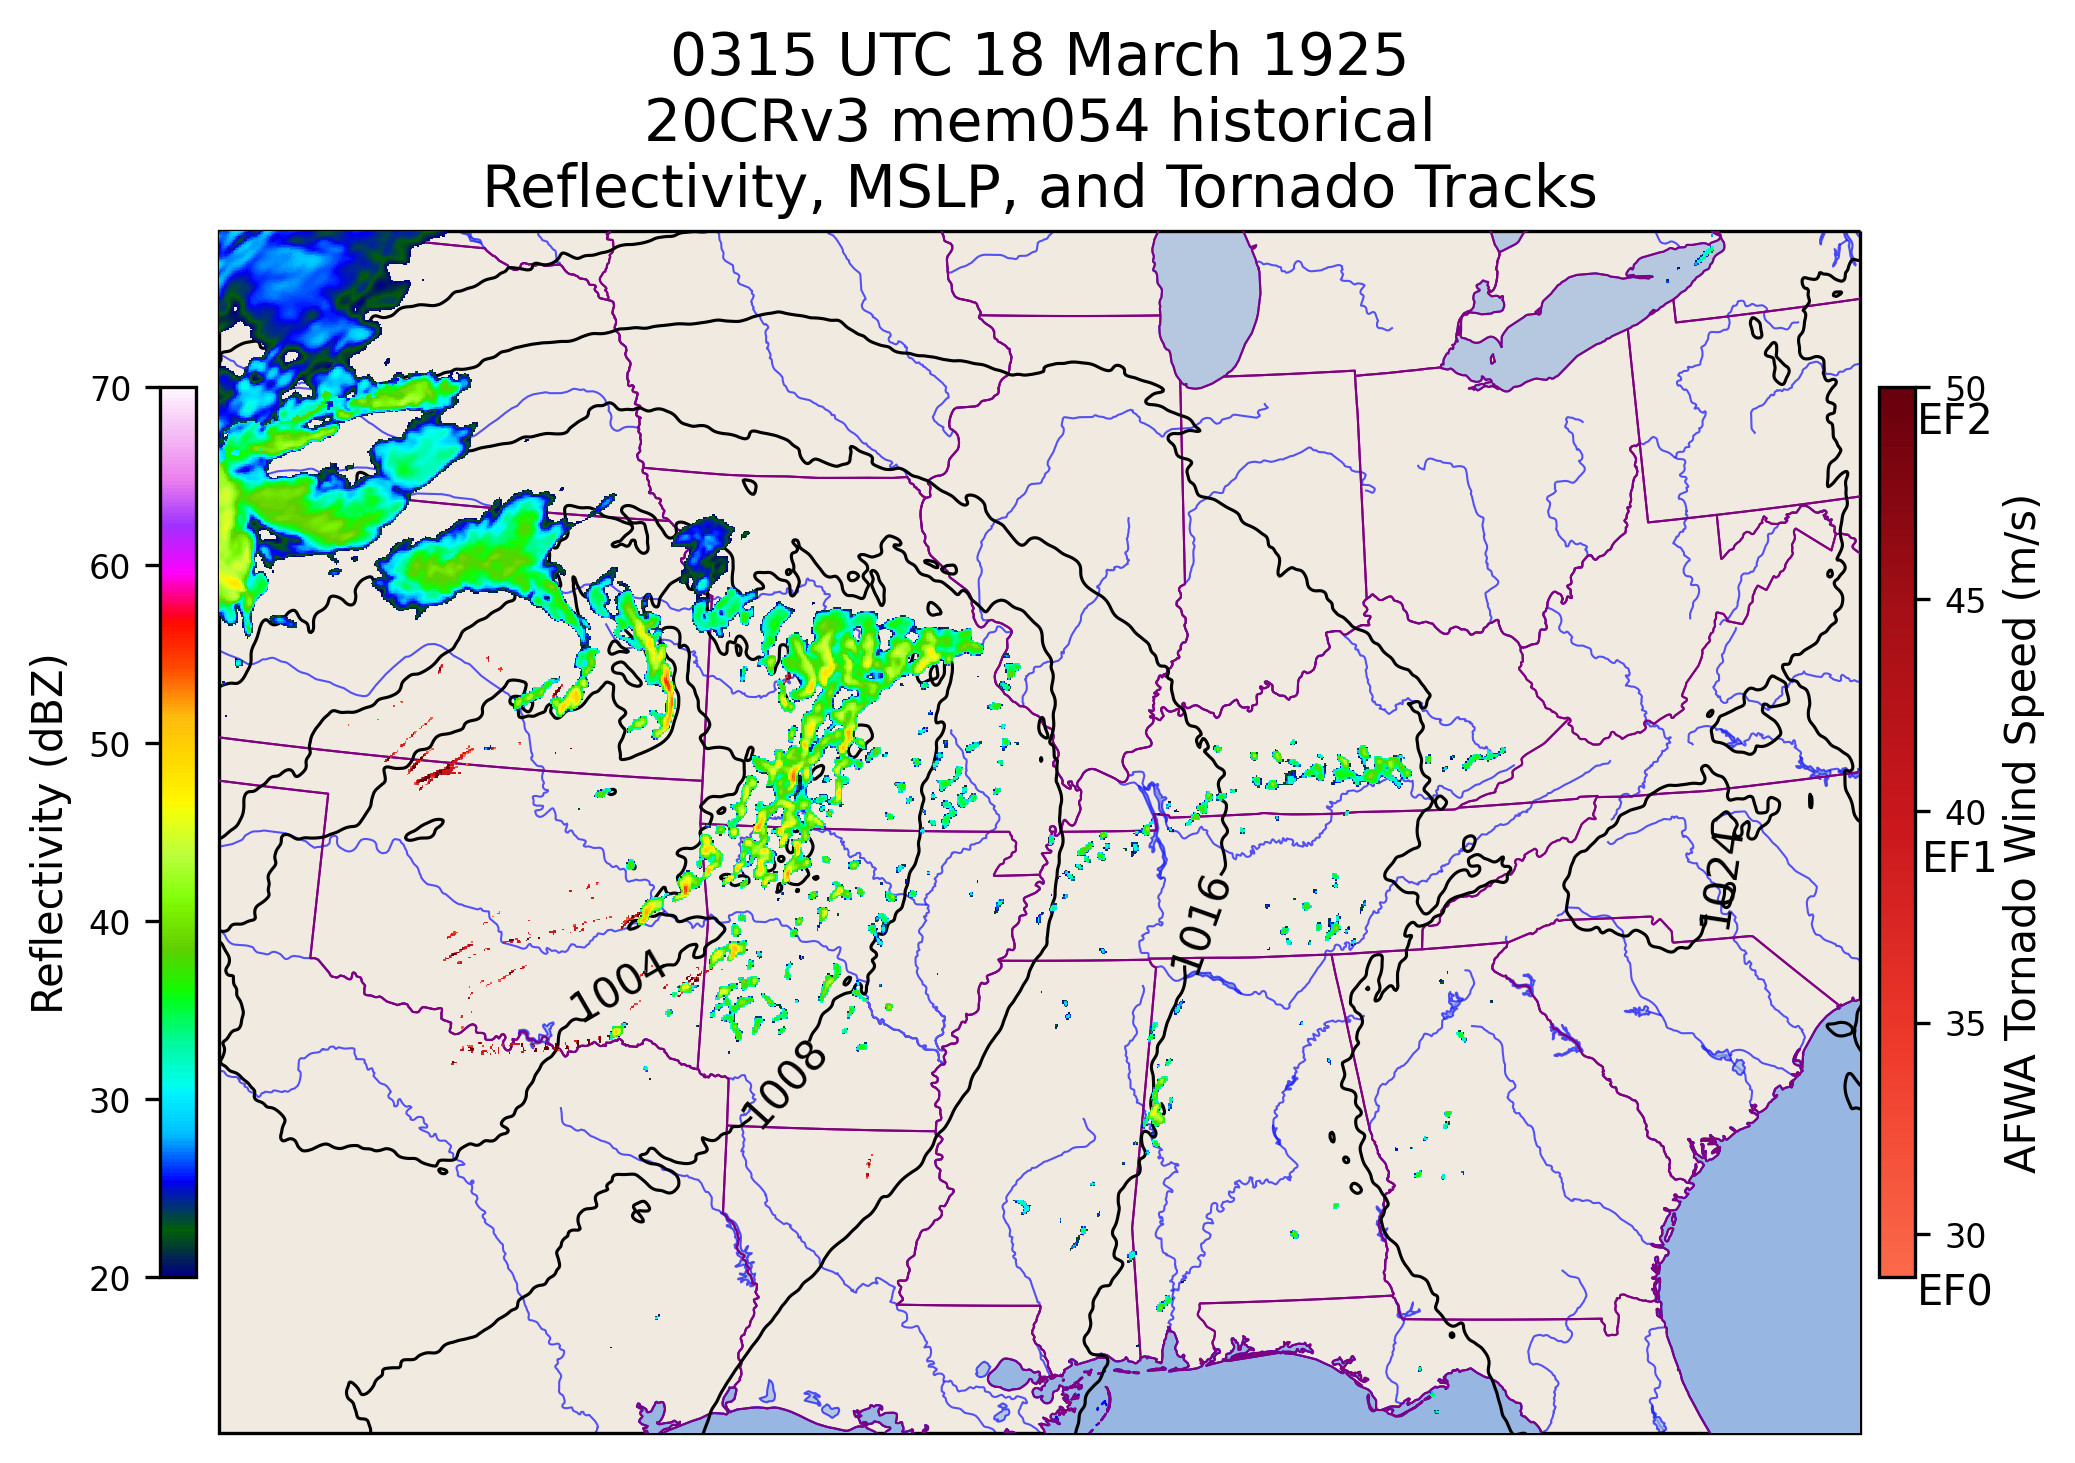 0315 UTC 18 March 1925
20CRv3 mem054 historical
Reflectivity, MSLP, and Tornado Tracks
70
60
50
40
30
20
Reflectivity (dBZ)
1004
1008
1016
1024
50
EF2
45
40
EF1
35
30
EF0
AFWA Tornado Wind Speed (m/s)